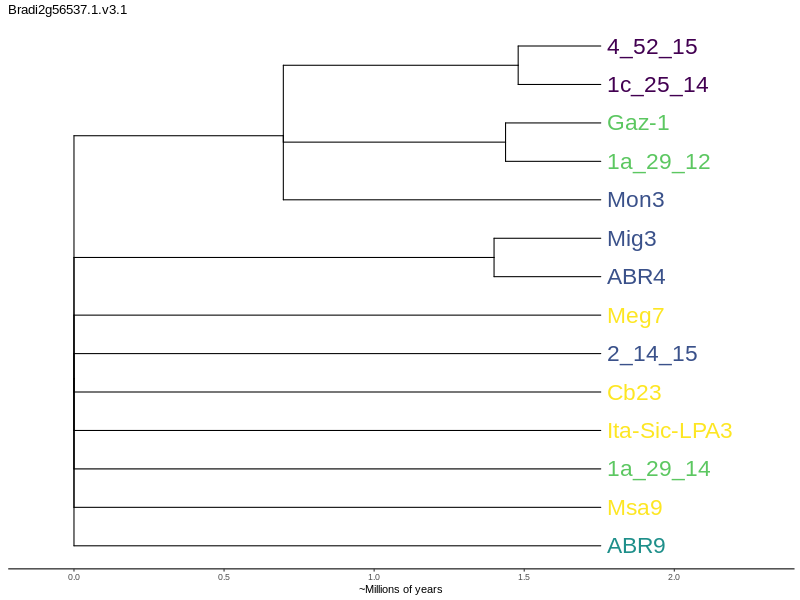 Bradi2g56537.1.v3.1
4_52_15
1c_25_14
Gaz-1
1a_29_12
Mon3
Mig3
ABR4
Meg7
2_14_15
Cb23
Ita-Sic-LPA3
1a_29_14
Msa9
ABR9
0.0 0.5 1.0 1.5 2.0
~Millions of years